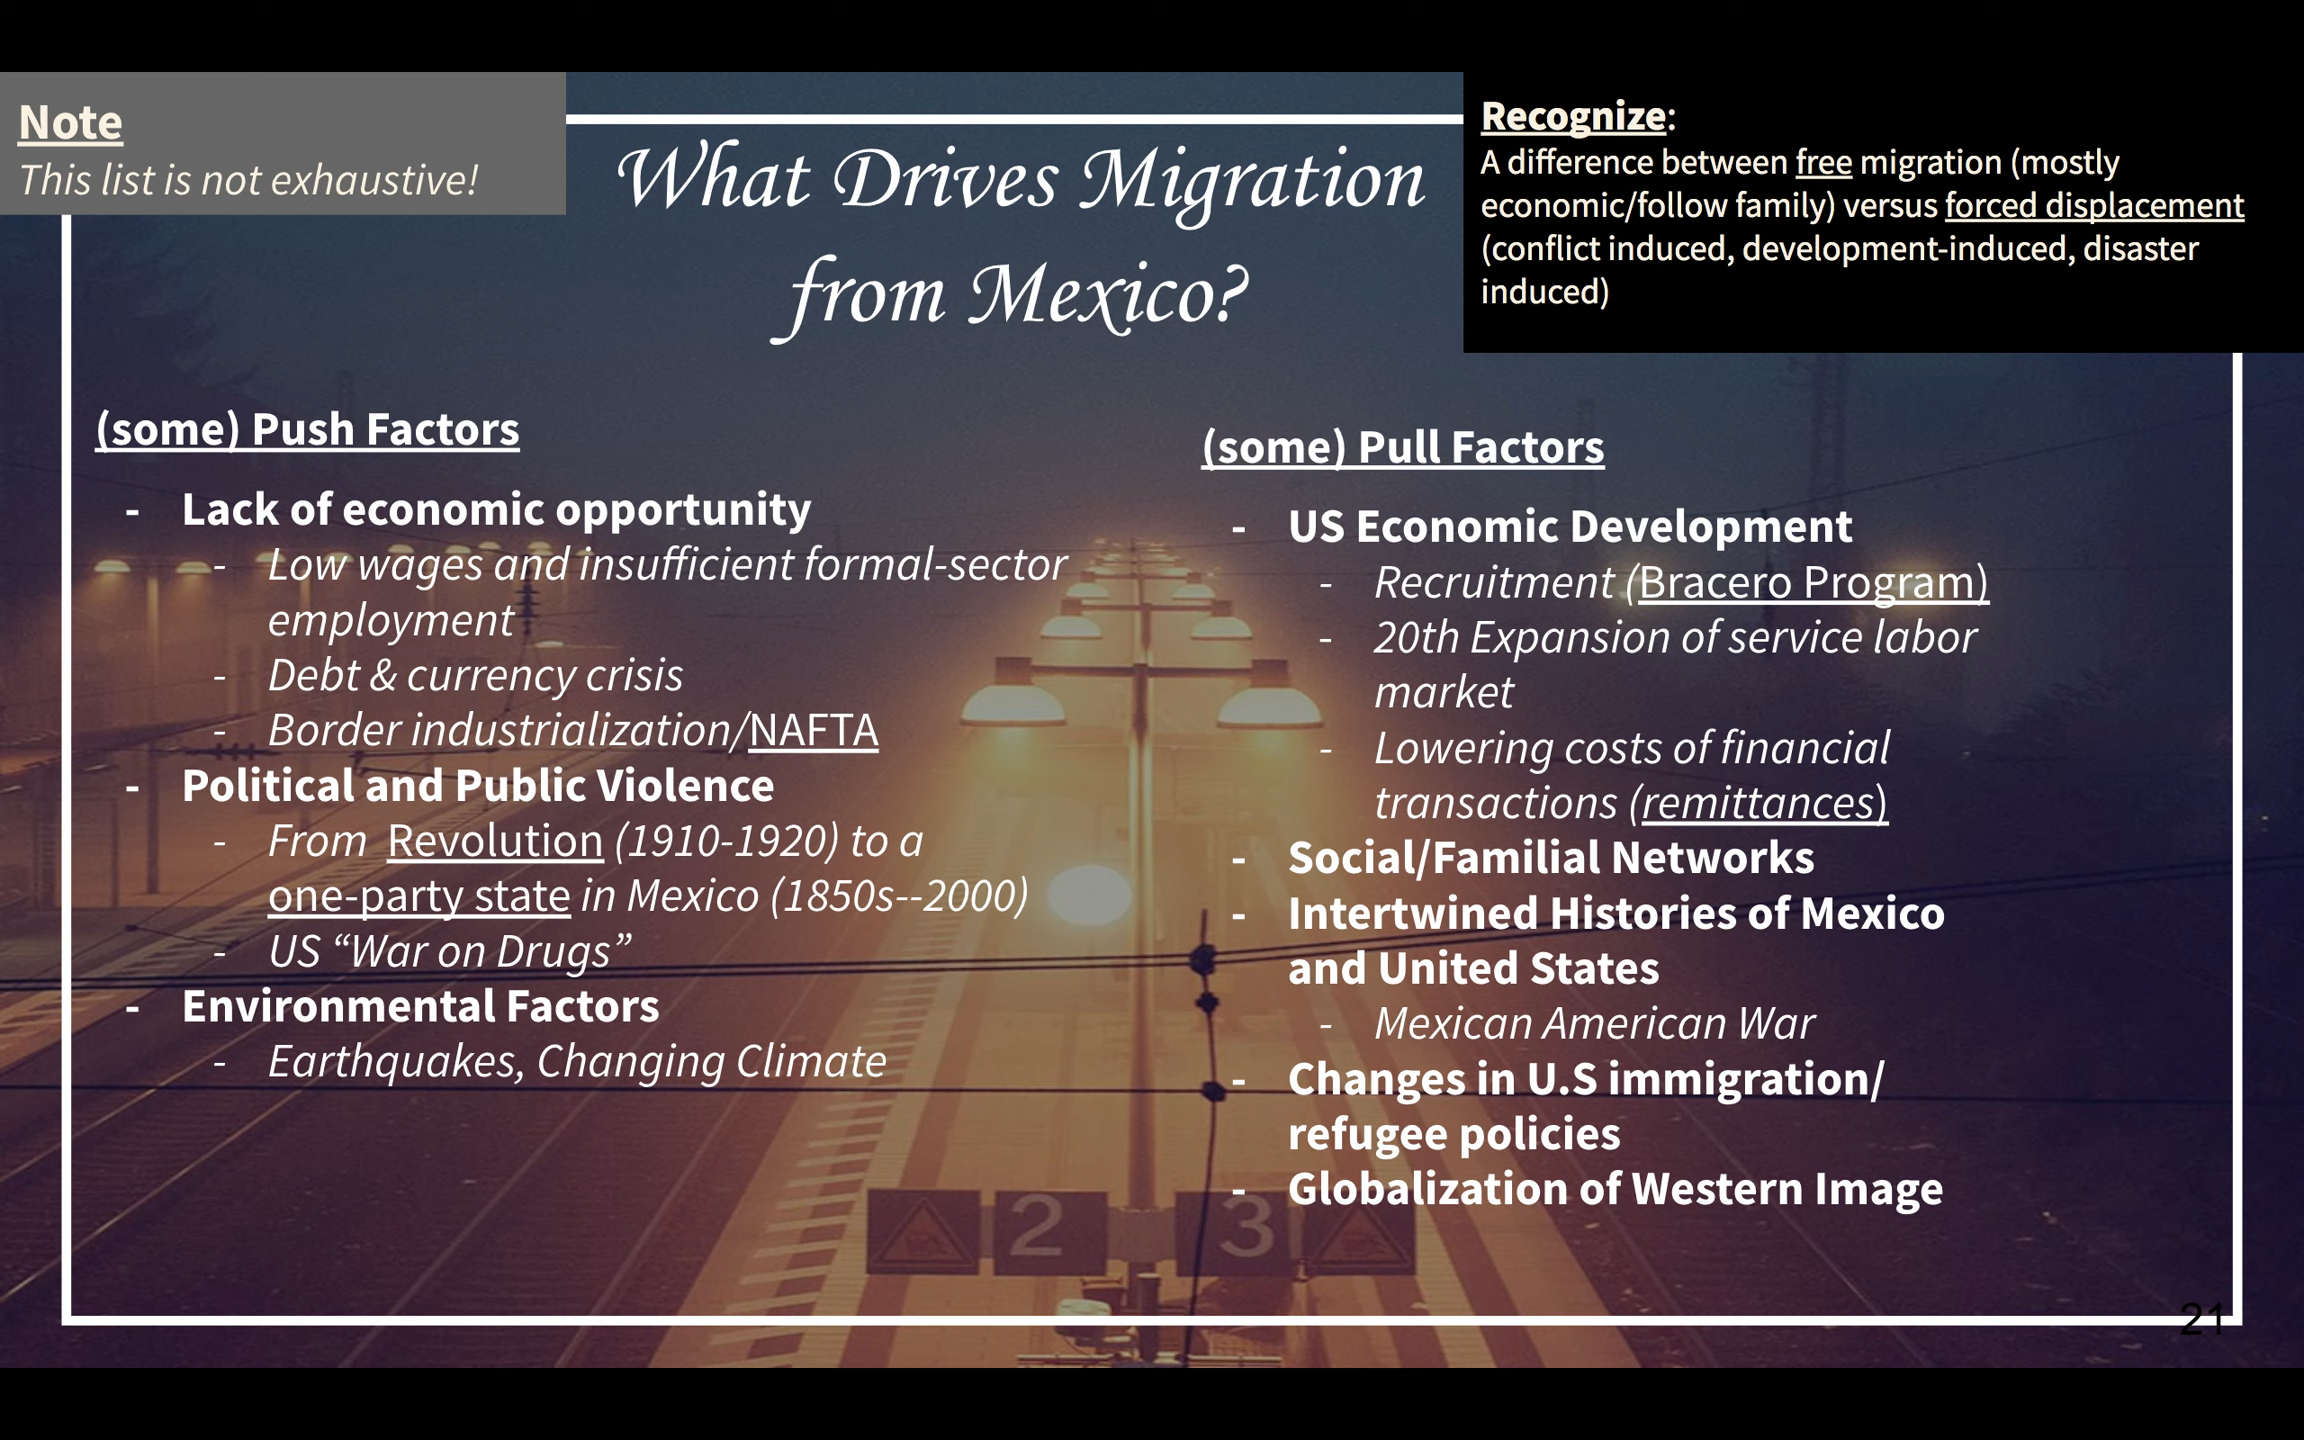 Note
This list is not exhaustive!
What Drives Migration
from Mexico?
Recognize:
A difference between free migration (mostly
economic/follow family) versus forced displacement
(conflict induced, development-induced, disaster
induced)
(some) Push Factors
- Lack of economic opportunity
- Low wages and insufficient formal-sector
employment
- Debt & currency crisis
- Border industrialization/NAFTA
- Political and Public Violence
- From Revolution (1910-1920) to a
one-party state in Mexico (1850s--2000)
- US “War on Drugs”
- Environmental Factors
- Earthquakes, Changing Climate
(some) Pull Factors
- US Economic Development
- Recruitment (Bracero Program)
- 20th Expansion of service labor
market
- Lowering costs of financial
transactions (remittances)
- Social/Familial Networks
- Intertwined Histories of Mexico
and United States
- Mexican American War
- Changes in U.S immigration/
refugee policies
- Globalization of Western Image
2 3
21